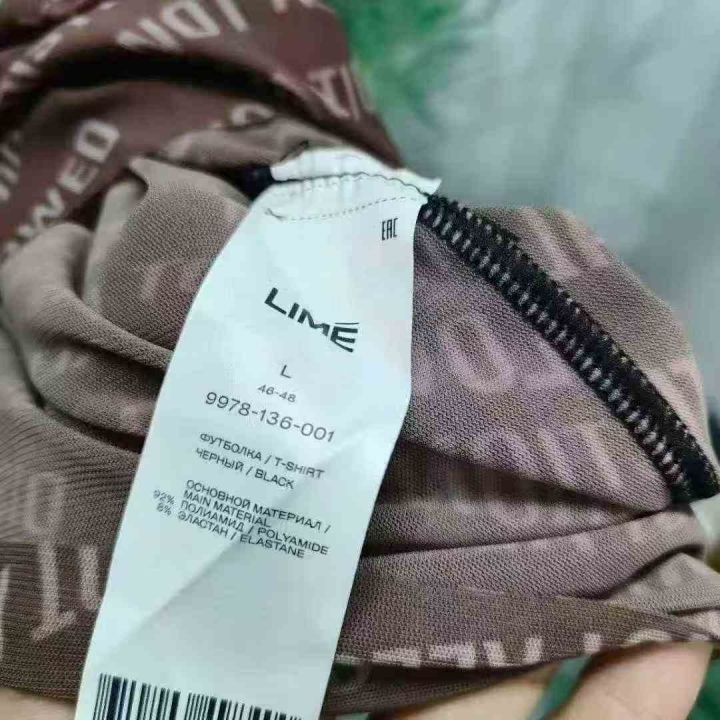 EAC
LIMÉ
L
46-48
9978-136-001
ФУТБОЛКА / T-SHIRT
ЧЕРНЫЙ / BLACK
ОСНОВНОЙ МАТЕРИАЛ /
MAIN MATERIAL
92% ПОЛИАМИД / POLYAMIDE
8% ЭЛАСТАН / ELASTANE